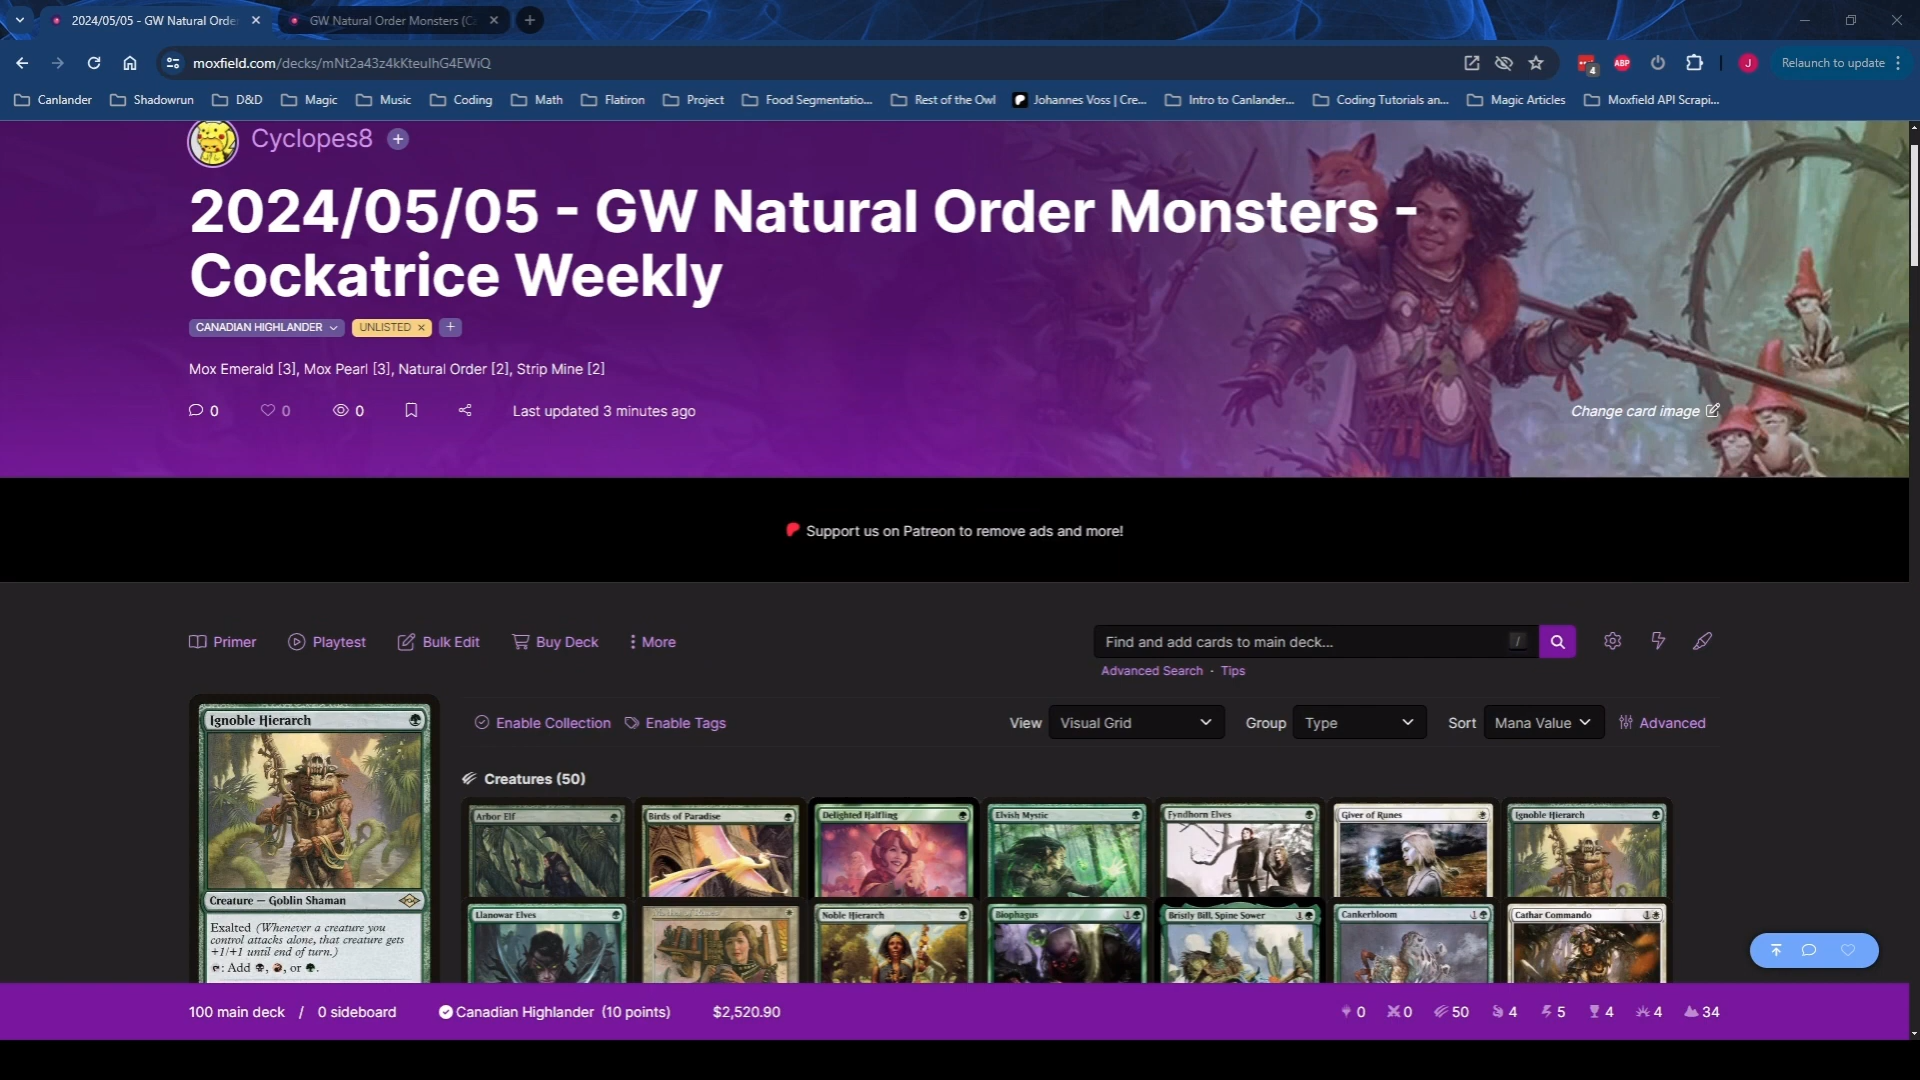 2024/05/05 - GW Natural Orde
GW Natural Order Monsters (C
moxfield.com/decks/mNt2a43z4kKteuIhG4EWiQ
4
ABP
J
Relaunch to update
Canlander
Shadowrun
D&D
Magic
Music
Coding
Math
Flatiron
Project
Food Segmentatio...
Rest of the Owl
Johannes Voss | Cre...
Intro to Canlander...
Coding Tutorials an...
Magic Articles
Moxfield API Scrapi...
Cyclopes8
2024/05/05 - GW Natural Order Monsters -
Cockatrice Weekly
CANADIAN HIGHLANDER
UNLISTED
Mox Emerald [3], Mox Pearl [3], Natural Order [2], Strip Mine [2]
0
0
0
Last updated 3 minutes ago
Change card image
Support us on Patreon to remove ads and more!
Primer
Playtest
Bulk Edit
Buy Deck
More
Find and add cards to main deck...
/
Advanced Search · Tips
Enable Collection
Enable Tags
View
Visual Grid
Group
Type
Sort
Mana Value
Advanced
Ignoble Hierarch
Creature — Goblin Shaman
Exalted (Whenever a creature you
control attacks alone, that creature gets
+1/+1 until end of turn.)
: Add , , or .
Creatures (50)
Arbor Elf
Birds of Paradise
Delighted Halfling
Elvish Mystic
Fyndhorn Elves
Giver of Runes
Ignoble Hierarch
Llanowar Elves
Noble Hierarch
Biophagus
Bristly Bill, Spine Sower
Cankerbloom
Cathar Commando
100 main deck / 0 sideboard
Canadian Highlander (10 points)
$2,520.90
0
0
50
4
5
4
4
34